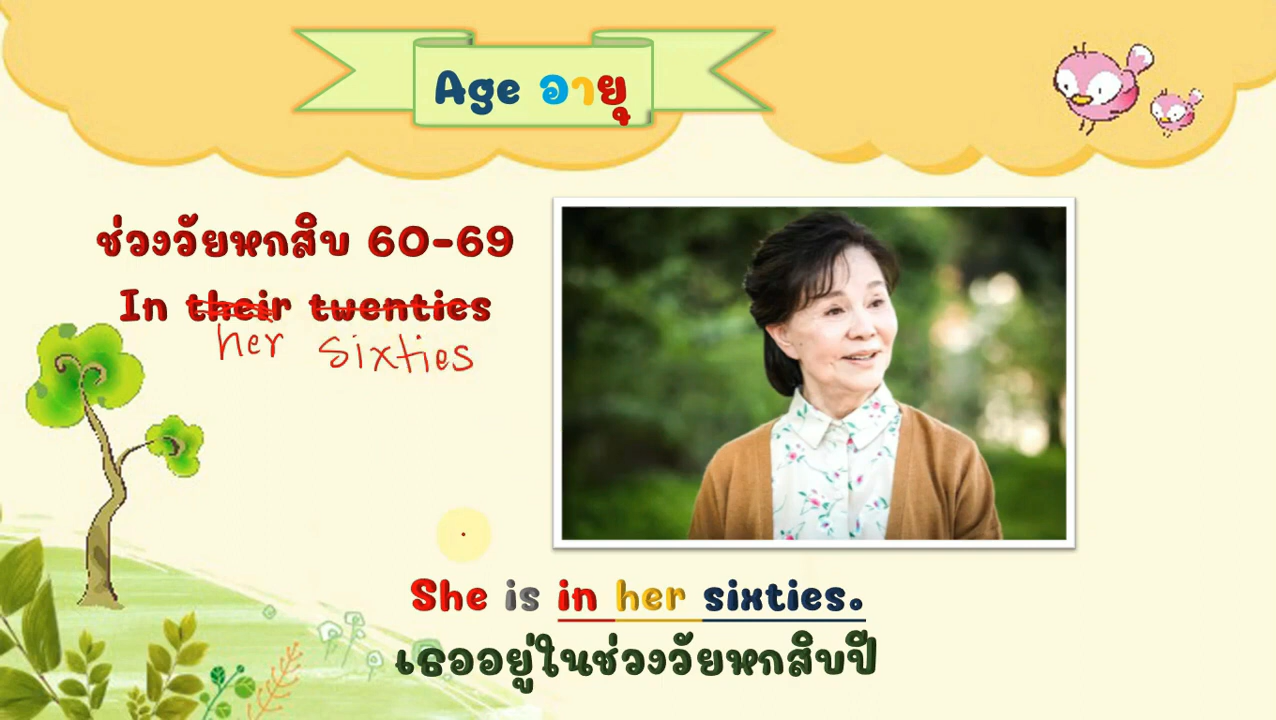 Age อายุ
ช่วงวัยหกสิบ 60-69
In their twenties
her sixties
She is in her sixties.
เธออยู่ในช่วงวัยหกสิบปี